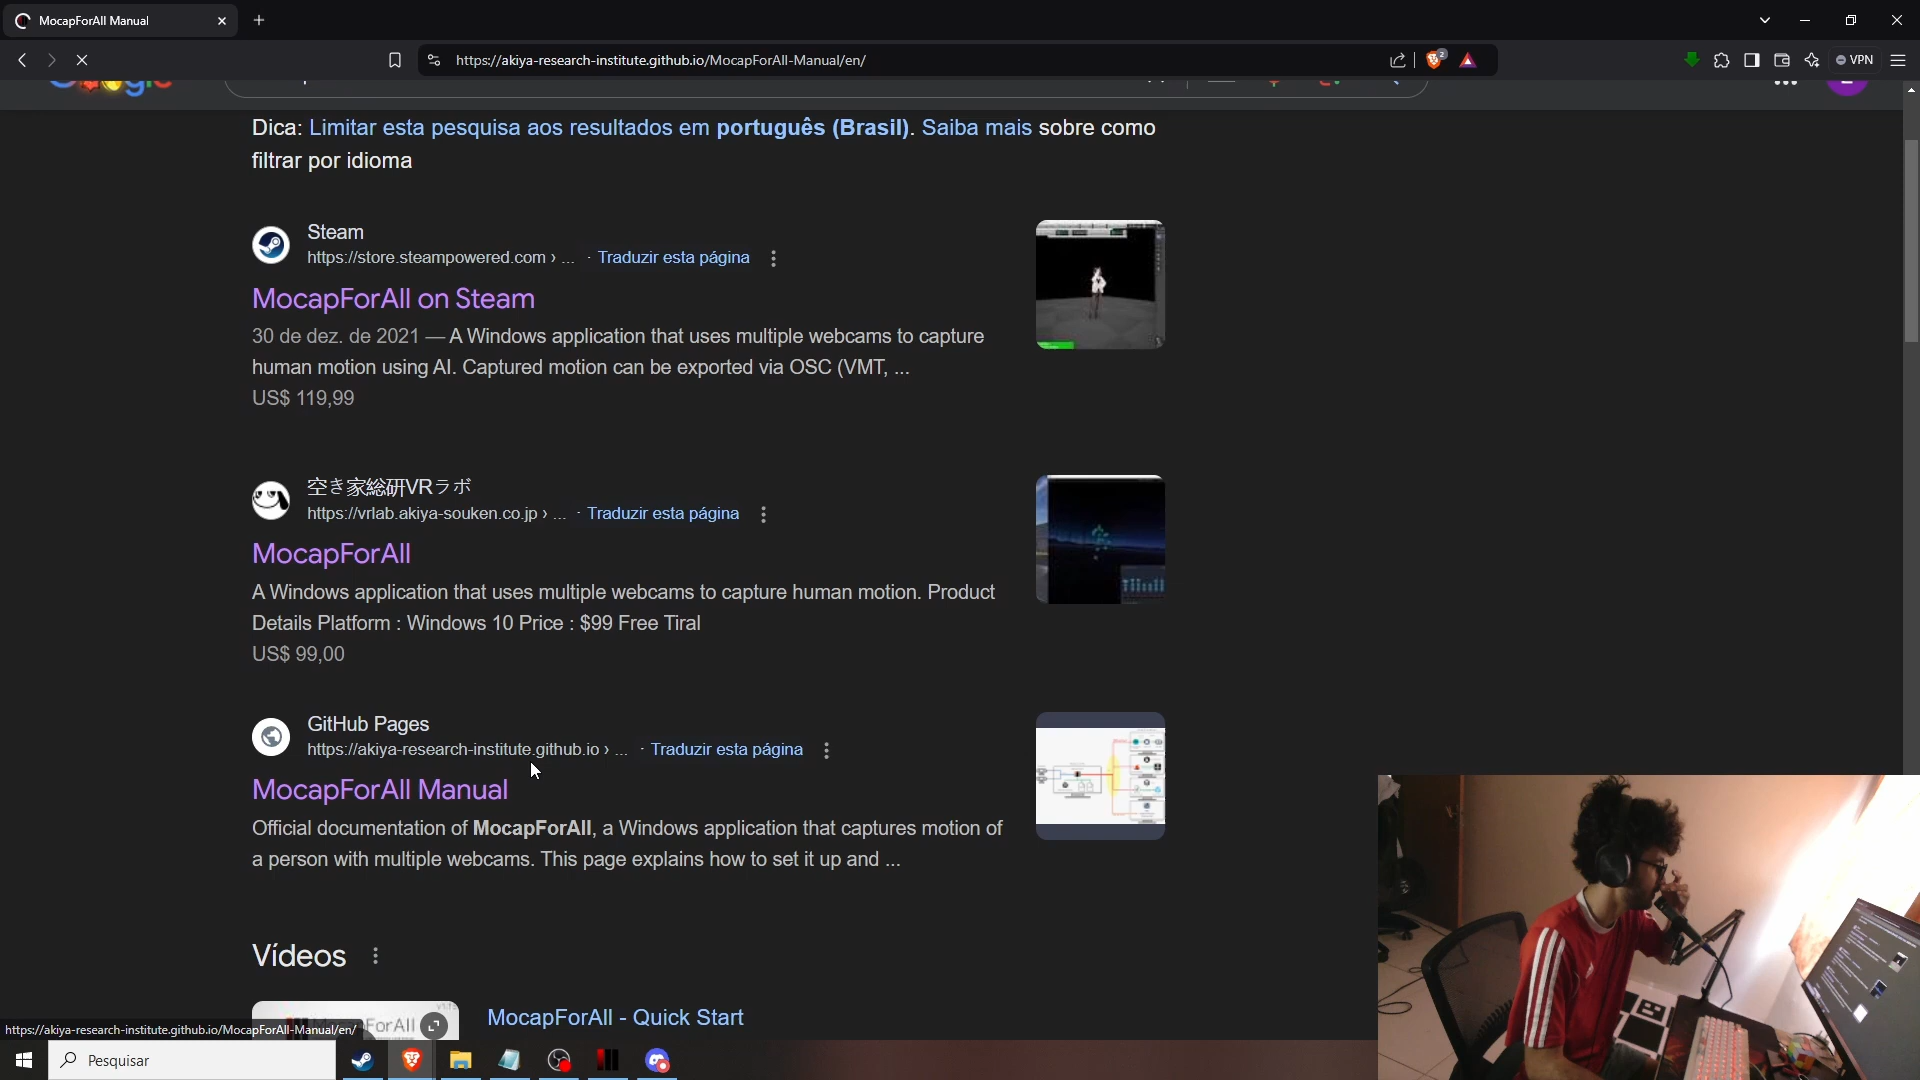 MocapForAll Manual
https://akiya-research-institute.github.io/MocapForAll-Manual/en/
2
VPN
Dica: Limitar esta pesquisa aos resultados em português (Brasil). Saiba mais sobre como
filtrar por idioma
Steam
https://store.steampowered.com › ... · Traduzir esta página
MocapForAll on Steam
30 de dez. de 2021 — A Windows application that uses multiple webcams to capture
human motion using AI. Captured motion can be exported via OSC (VMT, ...
US$ 119,99
空き家総研VRラボ
https://vrlab.akiya-souken.co.jp › ... · Traduzir esta página
MocapForAll
A Windows application that uses multiple webcams to capture human motion. Product
Details Platform : Windows 10 Price : $99 Free Tiral
US$ 99,00
GitHub Pages
https://akiya-research-institute.github.io › ... · Traduzir esta página
MocapForAll Manual
Official documentation of MocapForAll, a Windows application that captures motion of
a person with multiple webcams. This page explains how to set it up and ...
Vídeos
MocapForAll - Quick Start
https://akiya-research-institute.github.io/MocapForAll-Manual/en/
Pesquisar